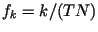 f_k = k/(TN)